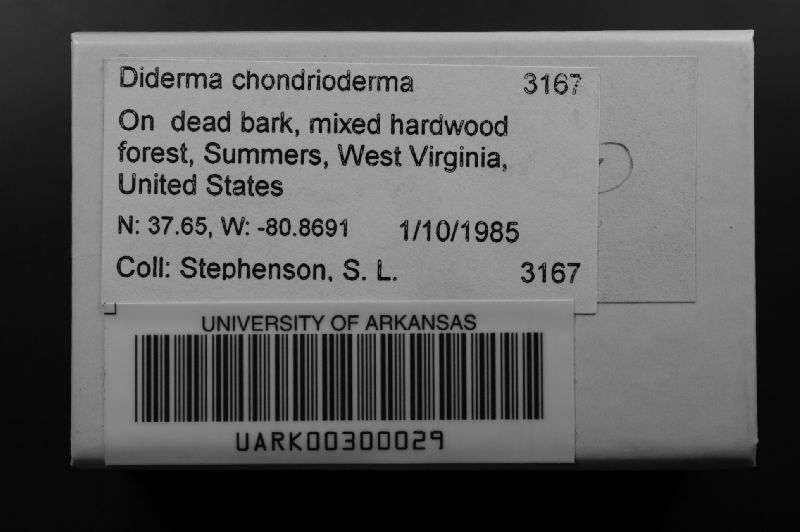 Diderma chondrioderma 3167
On dead bark, mixed hardwood
forest, Summers, West Virginia,
United States
N: 37.65, W: -80.8691 1/10/1985
Coll: Stephenson, S. L. 3167
UNIVERSITY OF ARKANSAS
UARK00300029